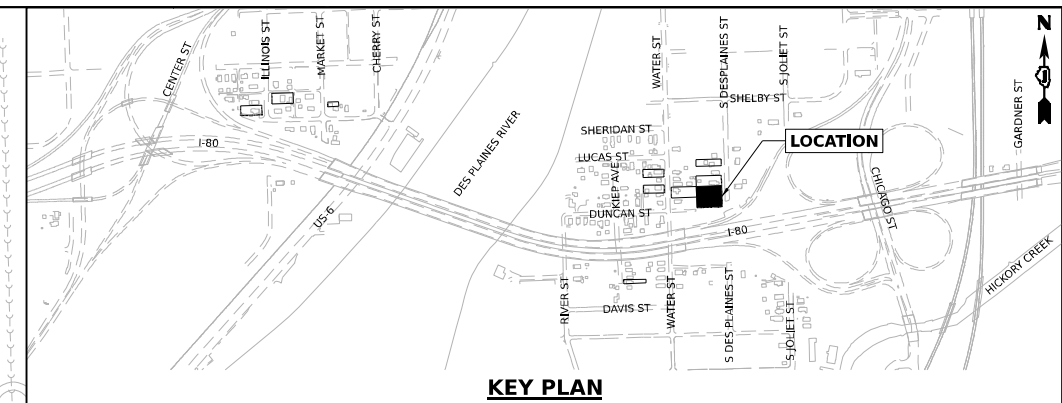 CENTER ST
ILLINOIS ST
MARKET ST
CHERRY ST
I-80
US-6
DES PLAINES RIVER
WATER ST
S DESPLAINES ST
S JOLIET ST
SHELBY ST
SHERIDAN ST
LUCAS ST
KIEP AVE
DUNCAN ST
LOCATION
I-80
CHICAGO ST
GARDNER ST
N
HICKORY CREEK
RIVER ST
DAVIS ST
WATER ST
S DES PLAINES ST
S JOLIET ST
KEY PLAN